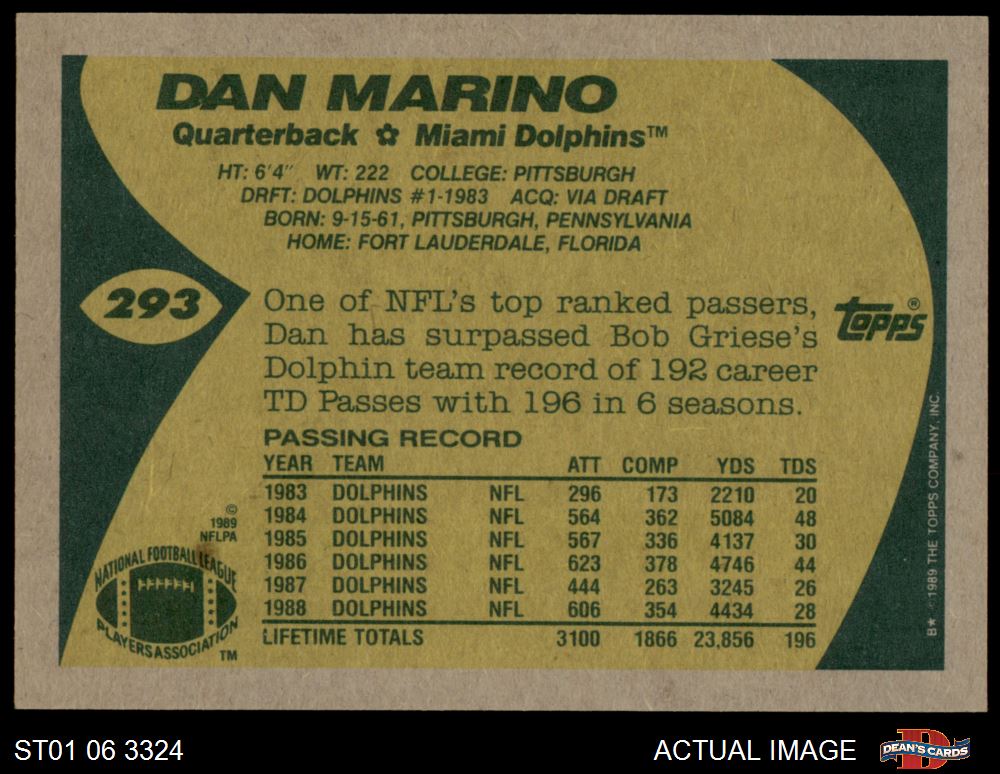 DAN MARINO
Quarterback ✿ Miami Dolphins™
HT: 6'4" WT: 222 COLLEGE: PITTSBURGH
DRFT: DOLPHINS #1-1983 ACQ: VIA DRAFT
BORN: 9-15-61, PITTSBURGH, PENNSYLVANIA
HOME: FORT LAUDERDALE, FLORIDA
293
One of NFL's top ranked passers,
Dan has surpassed Bob Griese's
Dolphin team record of 192 career
TD Passes with 196 in 6 seasons.
TOPPS®
PASSING RECORD
YEAR TEAM ATT COMP YDS TDS
1983 DOLPHINS NFL 296 173 2210 20
1984 DOLPHINS NFL 564 362 5084 48
1985 DOLPHINS NFL 567 336 4137 30
1986 DOLPHINS NFL 623 378 4746 44
1987 DOLPHINS NFL 444 263 3245 26
1988 DOLPHINS NFL 606 354 4434 28
LIFETIME TOTALS 3100 1866 23,856 196
©
1989
NFLPA
NATIONAL FOOTBALL LEAGUE
PLAYERS ASSOCIATION
™
B★ ©1989 THE TOPPS COMPANY, INC.
ST01 06 3324
ACTUAL IMAGE
D
DEAN'S CARDS